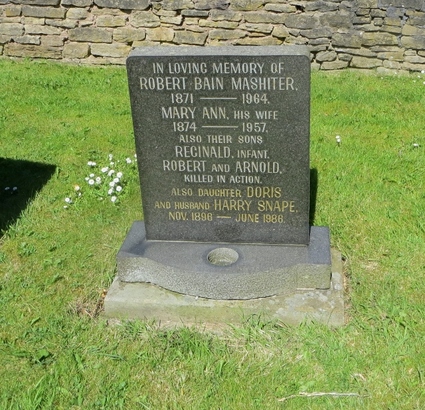 IN LOVING MEMORY OF
ROBERT BAIN MASHITER,
1871 — 1964.
MARY ANN, HIS WIFE
1874 — 1957.
ALSO THEIR SONS
REGINALD, INFANT,
ROBERT AND ARNOLD,
KILLED IN ACTION.
ALSO DAUGHTER DORIS
AND HUSBAND HARRY SNAPE,
NOV. 1896 — JUNE 1986.